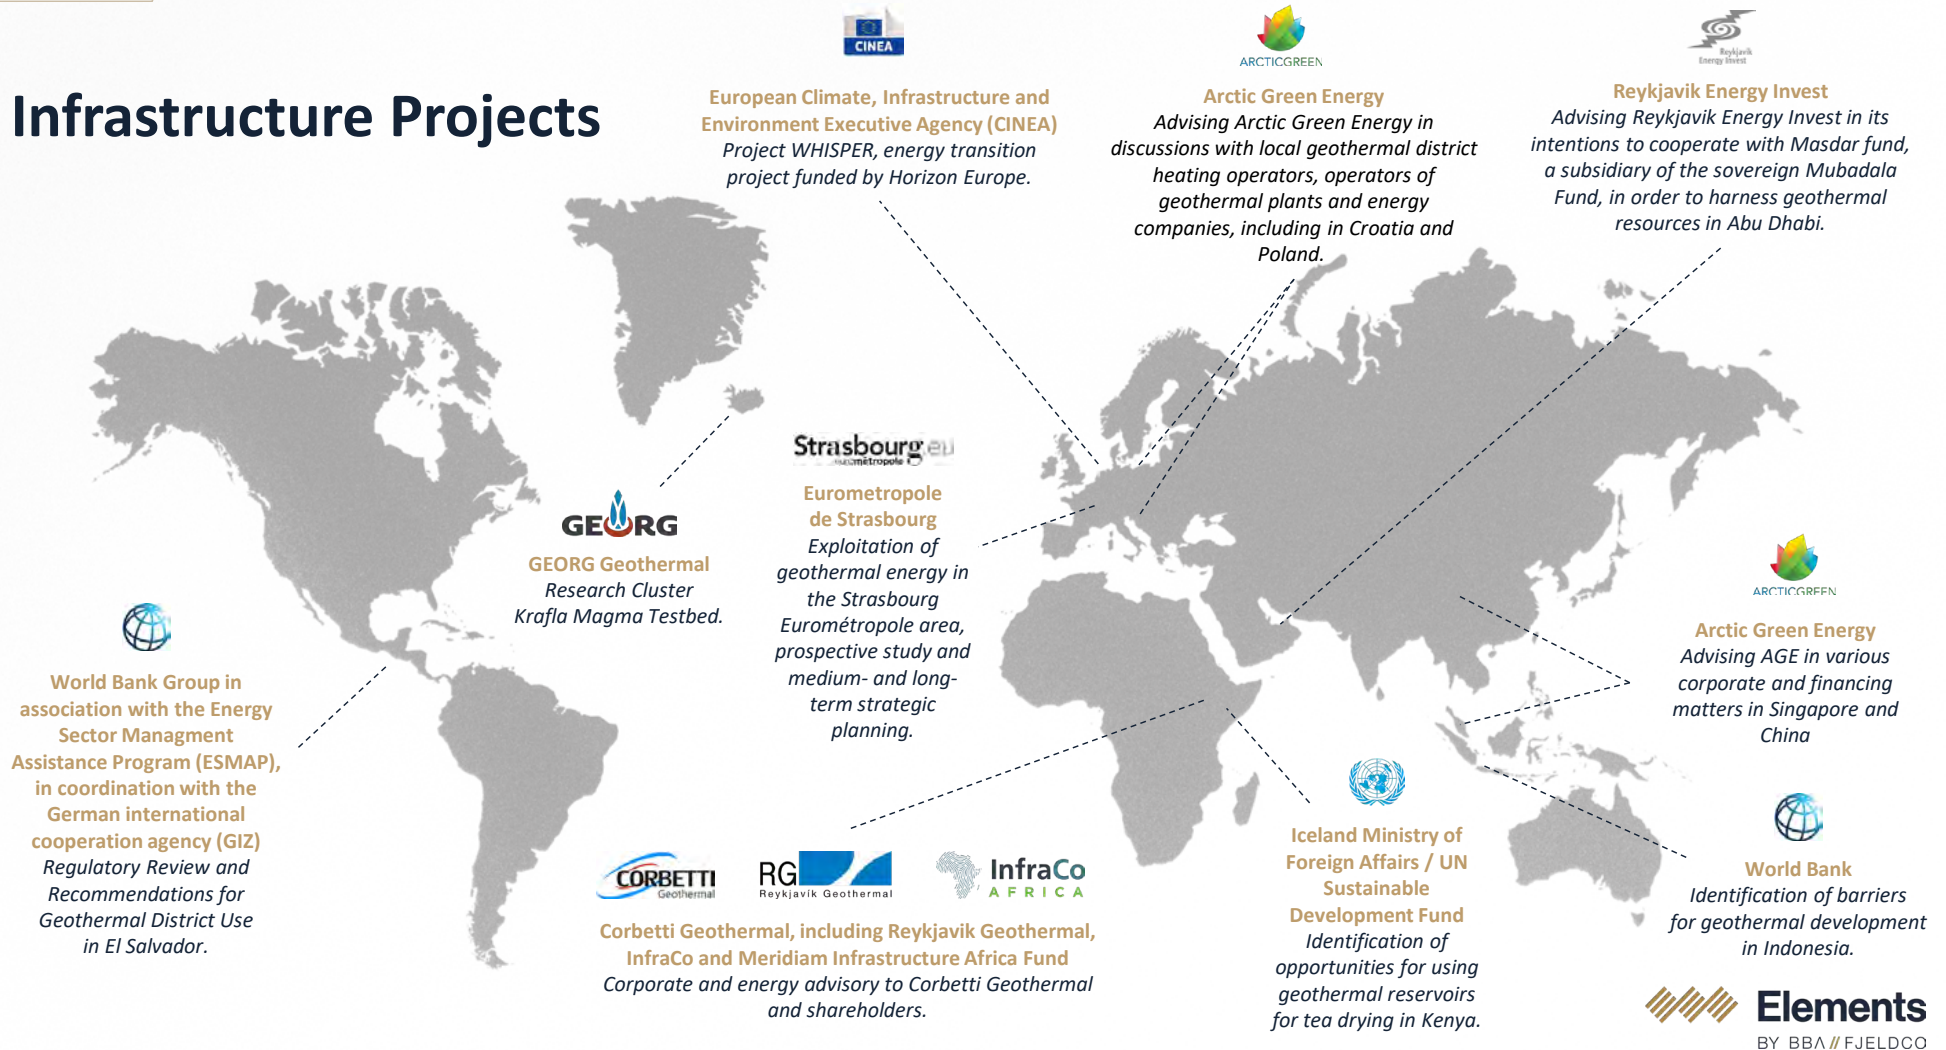 Infrastructure Projects
CINEA
European Climate, Infrastructure and
Environment Executive Agency (CINEA)
Project WHISPER, energy transition
project funded by Horizon Europe.
ARCTICGREEN
Arctic Green Energy
Advising Arctic Green Energy in
discussions with local geothermal district
heating operators, operators of
geothermal plants and energy
companies, including in Croatia and
Poland.
Reykjavik
Energy Invest
Reykjavik Energy Invest
Advising Reykjavik Energy Invest in its
intentions to cooperate with Masdar fund,
a subsidiary of the sovereign Mubadala
Fund, in order to harness geothermal
resources in Abu Dhabi.
Strasbourg.eu
eurométropole
Eurometropole
de Strasbourg
Exploitation of
geothermal energy in
the Strasbourg
Eurométropole area,
prospective study and
medium- and long-
term strategic
planning.
GEORG
GEORG Geothermal
Research Cluster
Krafla Magma Testbed.
World Bank Group in
association with the Energy
Sector Managment
Assistance Program (ESMAP),
in coordination with the
German international
cooperation agency (GIZ)
Regulatory Review and
Recommendations for
Geothermal District Use
in El Salvador.
CORBETTI
Geothermal
RG
Reykjavik Geothermal
InfraCo
AFRICA
Corbetti Geothermal, including Reykjavik Geothermal,
InfraCo and Meridiam Infrastructure Africa Fund
Corporate and energy advisory to Corbetti Geothermal
and shareholders.
Iceland Ministry of
Foreign Affairs / UN
Sustainable
Development Fund
Identification of
opportunities for using
geothermal reservoirs
for tea drying in Kenya.
ARCTICGREEN
Arctic Green Energy
Advising AGE in various
corporate and financing
matters in Singapore and
China
World Bank
Identification of barriers
for geothermal development
in Indonesia.
Elements
BY BBA // FJELDCO